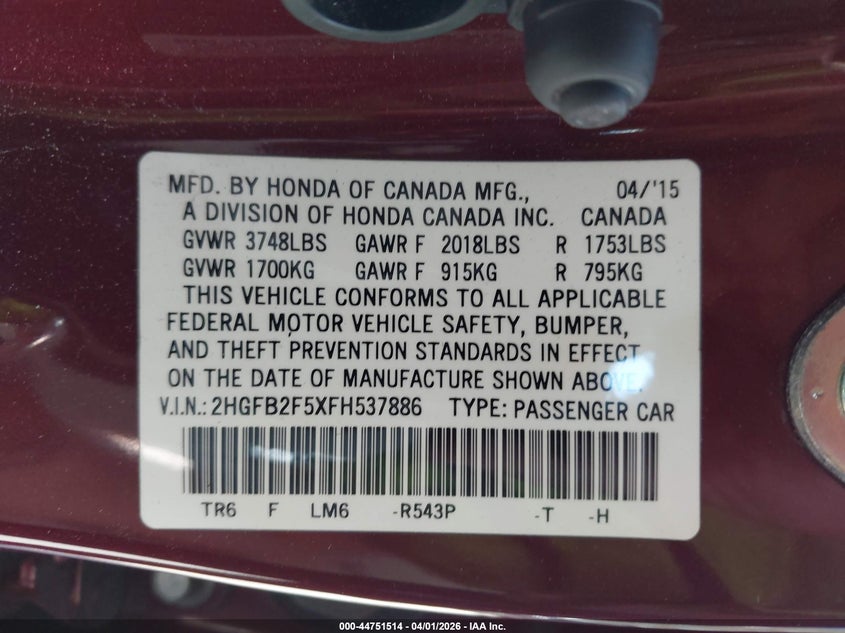 MFD. BY HONDA OF CANADA MFG., 04/'15
A DIVISION OF HONDA CANADA INC. CANADA
GVWR 3748LBS GAWR F 2018LBS R 1753LBS
GVWR 1700KG GAWR F 915KG R 795KG
THIS VEHICLE CONFORMS TO ALL APPLICABLE
FEDERAL MOTOR VEHICLE SAFETY, BUMPER,
AND THEFT PREVENTION STANDARDS IN EFFECT
ON THE DATE OF MANUFACTURE SHOWN ABOVE.
V.I.N.: 2HGFB2F5XFH537886 TYPE: PASSENGER CAR
TR6 F LM6 -R543P -T -H
000-44751514 - 04/01/2026 - IAA Inc.